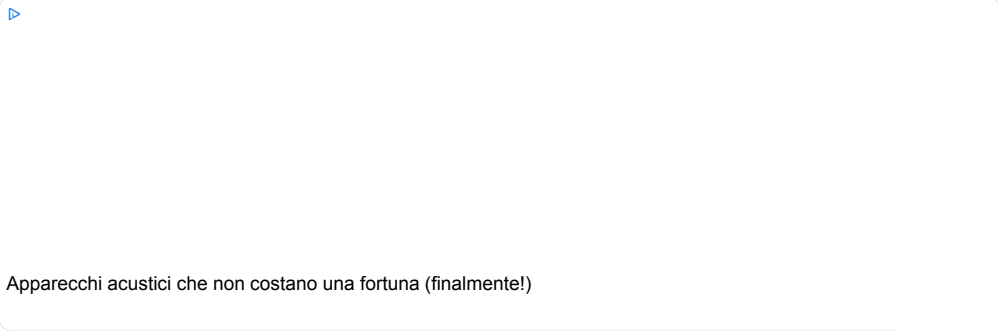 Apparecchi acustici che non costano una fortuna (finalmente!)